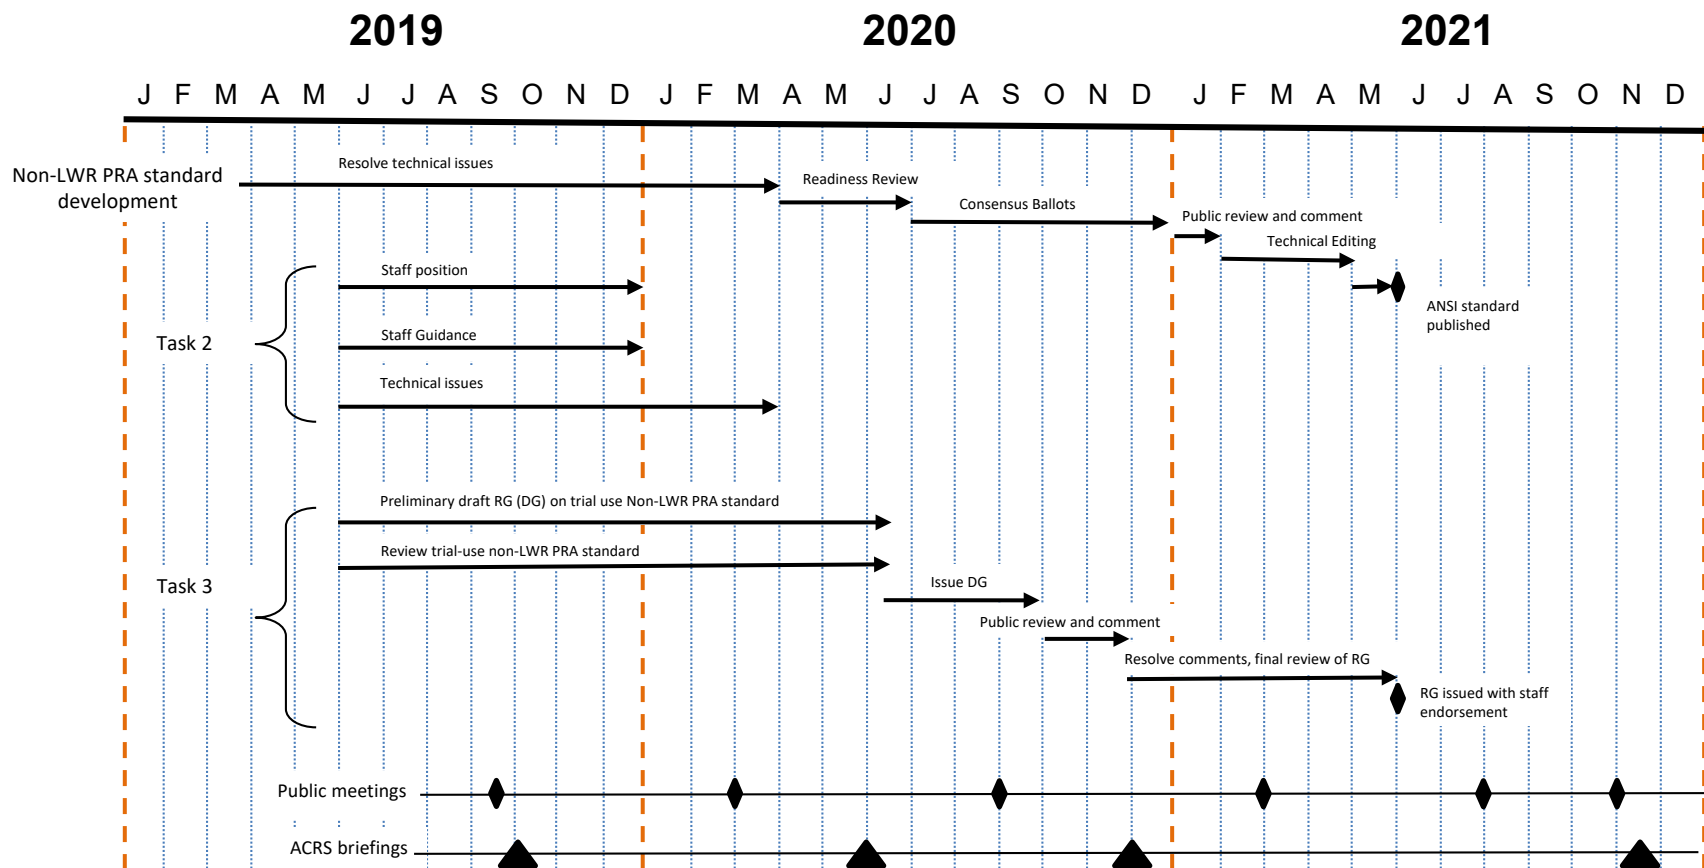 2019 2020 2021
J F M A M J J A S O N D J F M A M J J A S O N D J F M A M J J A S O N D
Resolve technical issues
Non-LWR PRA standard
development
Readiness Review
Consensus Ballots
Public review and comment
Technical Editing
ANSI standard
published
Staff position
Task 2
Staff Guidance
Technical issues
Preliminary draft RG (DG) on trial use Non-LWR PRA standard
Review trial-use non-LWR PRA standard
Task 3
Issue DG
Public review and comment
Resolve comments, final review of RG
RG issued with staff
endorsement
Public meetings
ACRS briefings